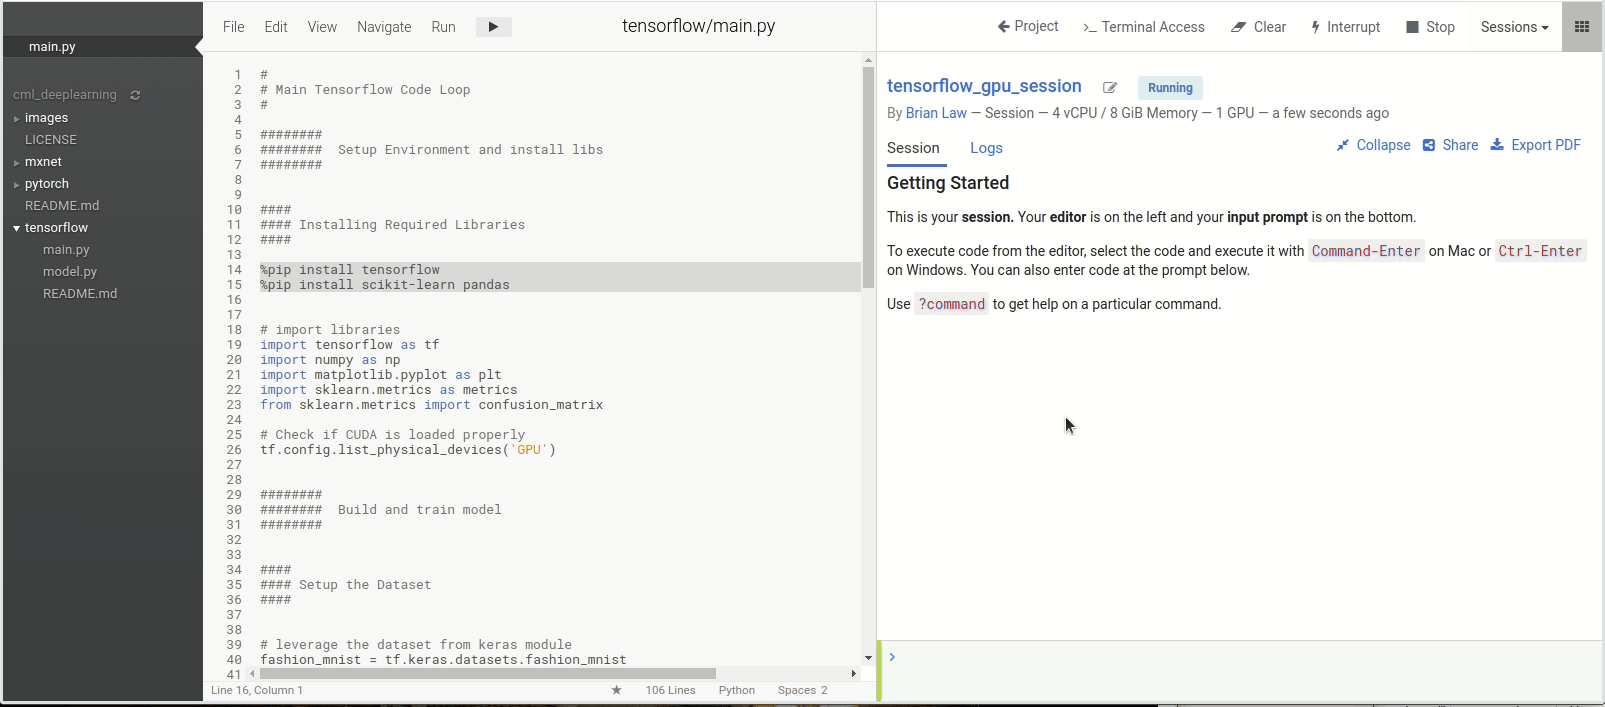 main.py
cml_deeplearning
images
LICENSE
mxnet
pytorch
README.md
tensorflow
main.py
model.py
README.md
File Edit View Navigate Run
tensorflow/main.py
1 #
2 # Main Tensorflow Code Loop
3 #
4
5 ########
6 ######## Setup Environment and install libs
7 ########
8
9
10 ####
11 #### Installing Required Libraries
12 ####
13
14 %pip install tensorflow
15 %pip install scikit-learn pandas
16
17
18 # import libraries
19 import tensorflow as tf
20 import numpy as np
21 import matplotlib.pyplot as plt
22 import sklearn.metrics as metrics
23 from sklearn.metrics import confusion_matrix
24
25 # Check if CUDA is loaded properly
26 tf.config.list_physical_devices('GPU')
27
28
29 ########
30 ######## Build and train model
31 ########
32
33
34 ####
35 #### Setup the Dataset
36 ####
37
38
39 # leverage the dataset from keras module
40 fashion_mnist = tf.keras.datasets.fashion_mnist
41
Line 16, Column 1 ★ 106 Lines Python Spaces 2
Project >_ Terminal Access Clear Interrupt Stop Sessions
tensorflow_gpu_session Running
By Brian Law — Session — 4 vCPU / 8 GiB Memory — 1 GPU — a few seconds ago
Session Logs Collapse Share Export PDF
Getting Started
This is your session. Your editor is on the left and your input prompt is on the bottom.
To execute code from the editor, select the code and execute it with Command-Enter on Mac or Ctrl-Enter
on Windows. You can also enter code at the prompt below.
Use ?command to get help on a particular command.